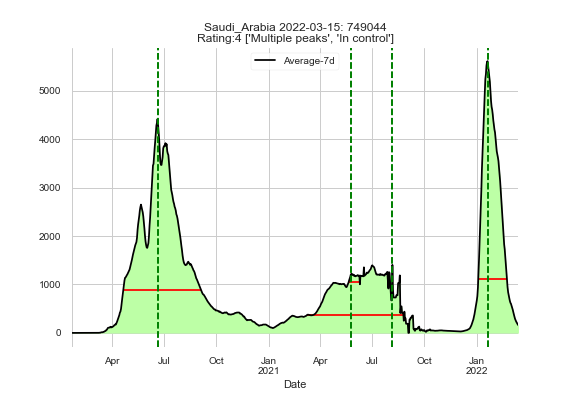 Saudi_Arabia 2022-03-15: 749044
Rating:4 ['Multiple peaks', 'In control']
Average-7d
5000
4000
3000
2000
1000
0
Apr
Jul
Oct
Jan
2021
Apr
Jul
Oct
Jan
2022
Date